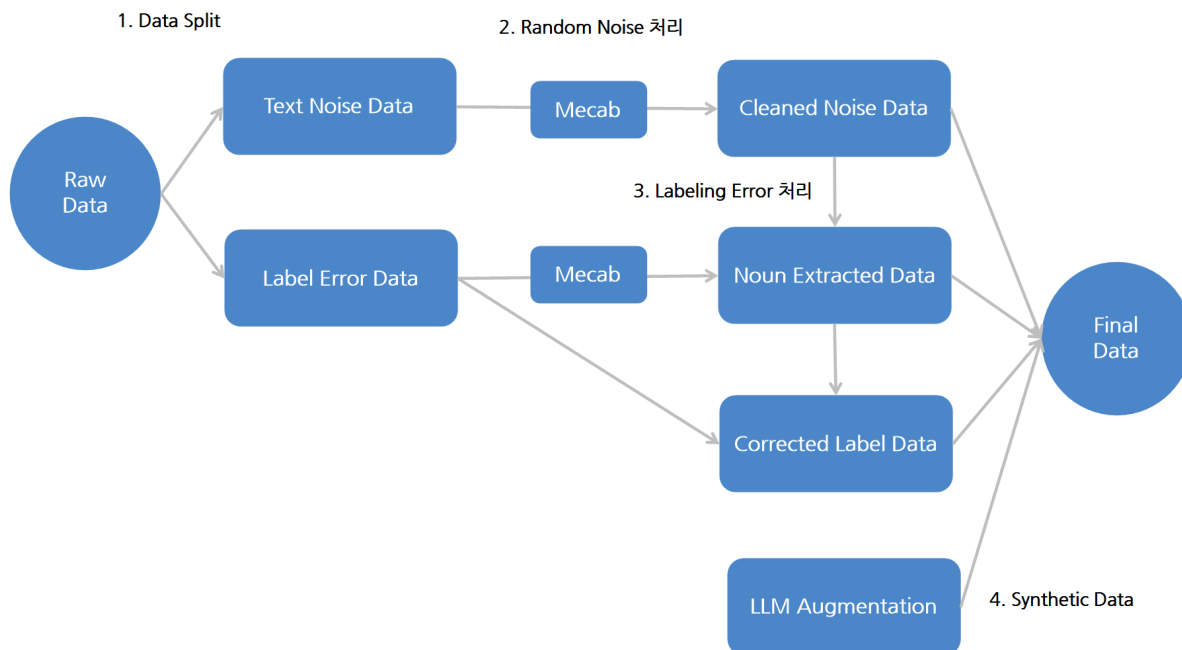 1. Data Split
2. Random Noise 처리
Text Noise Data
Mecab
Cleaned Noise Data
Raw
Data
3. Labeling Error 처리
Label Error Data
Mecab
Noun Extracted Data
Final
Data
Corrected Label Data
LLM Augmentation
4. Synthetic Data